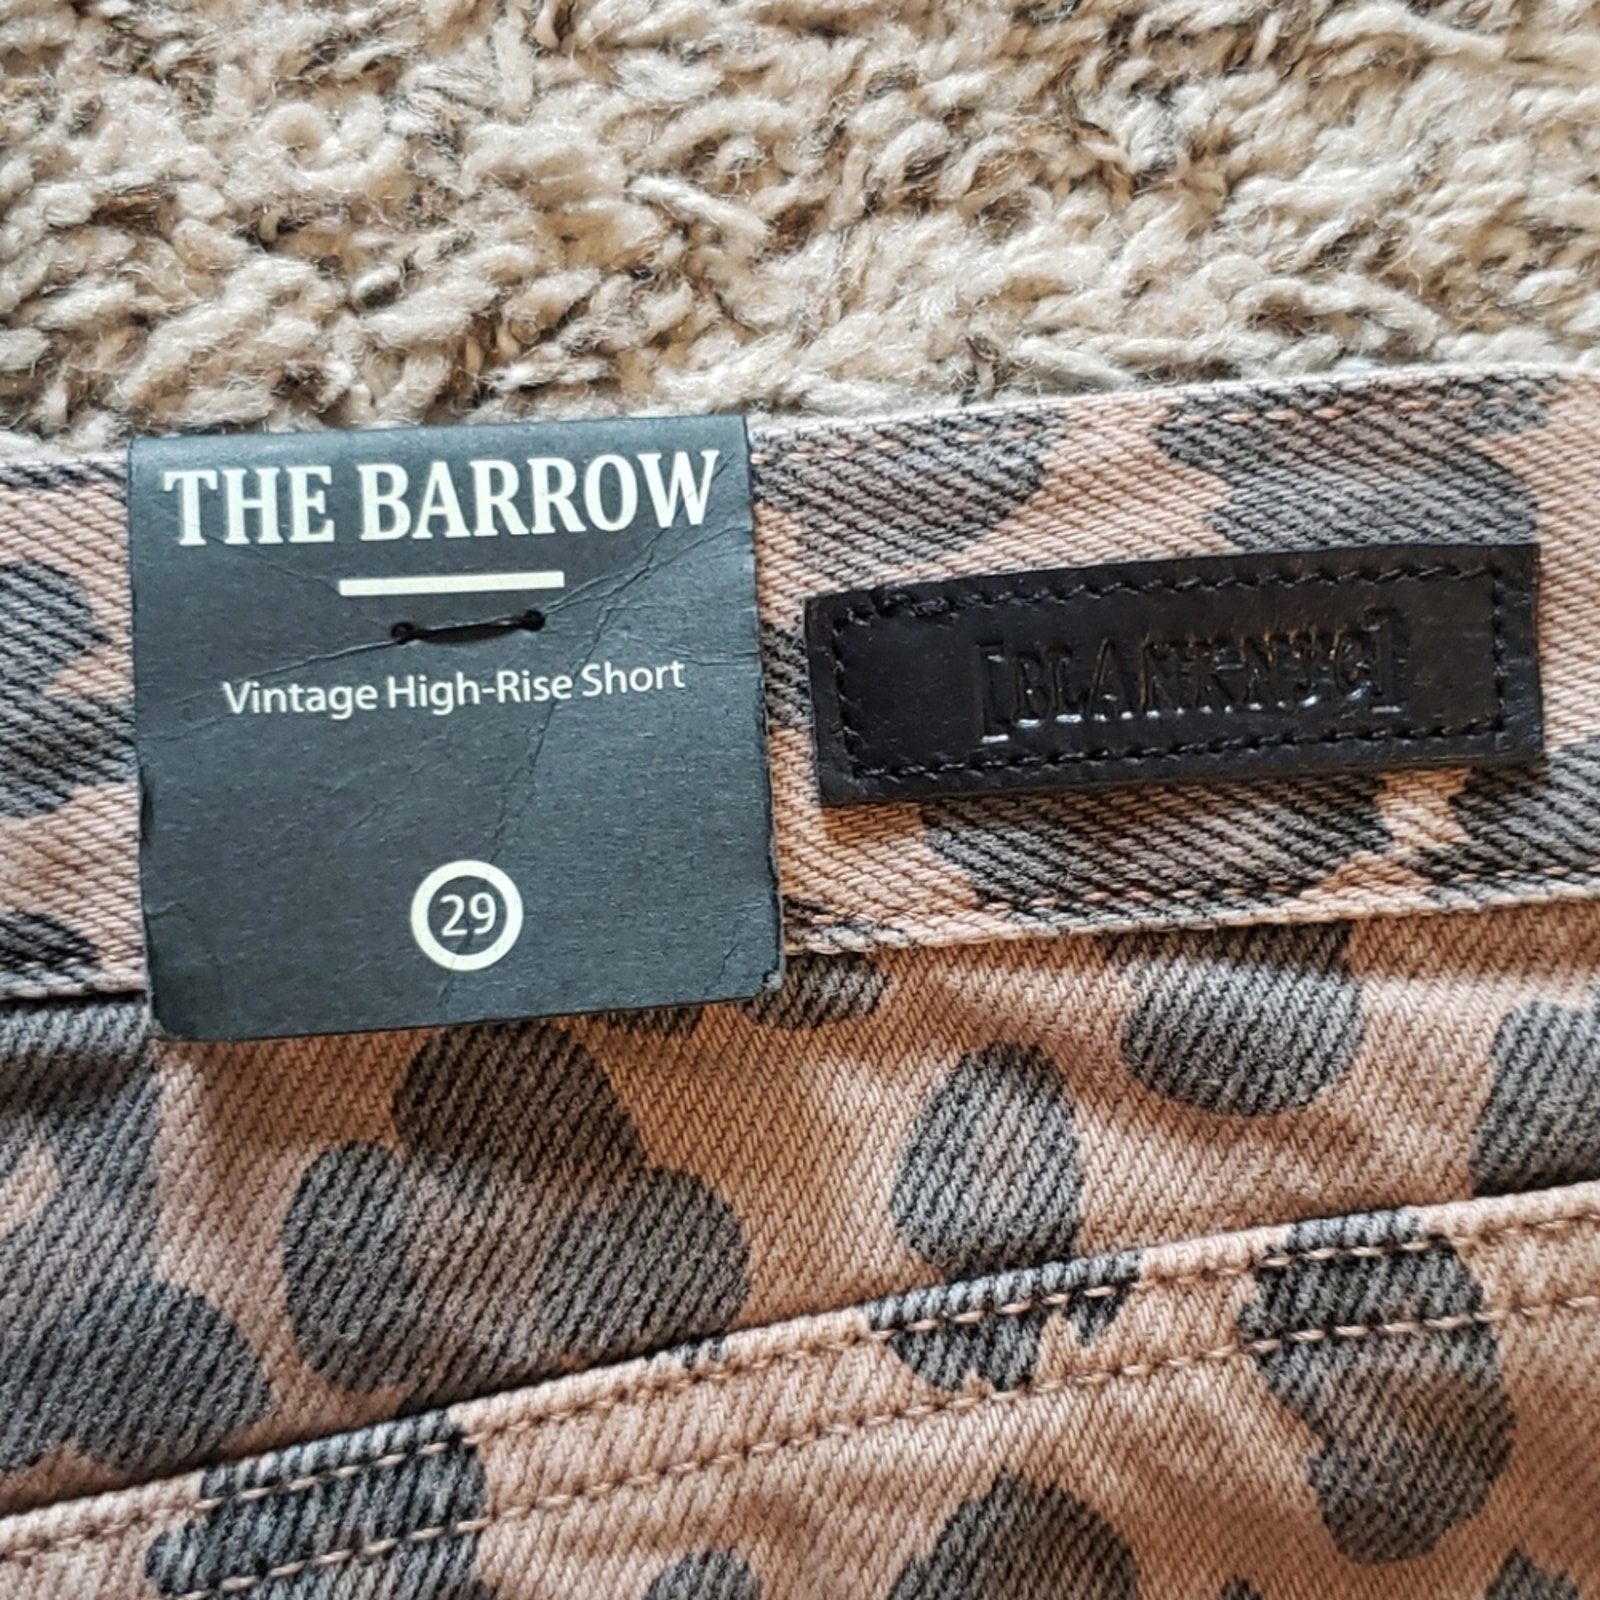 THE BARROW
Vintage High-Rise Short
29
[BLANKNYC]